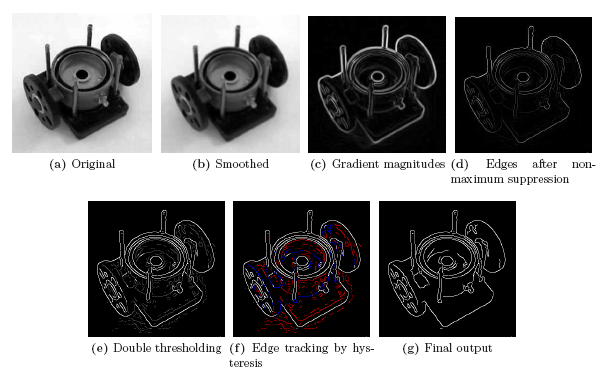 (a) Original
(b) Smoothed
(c) Gradient magnitudes
(d) Edges after non-
maximum suppression
(e) Double thresholding
(f) Edge tracking by hys-
teresis
(g) Final output